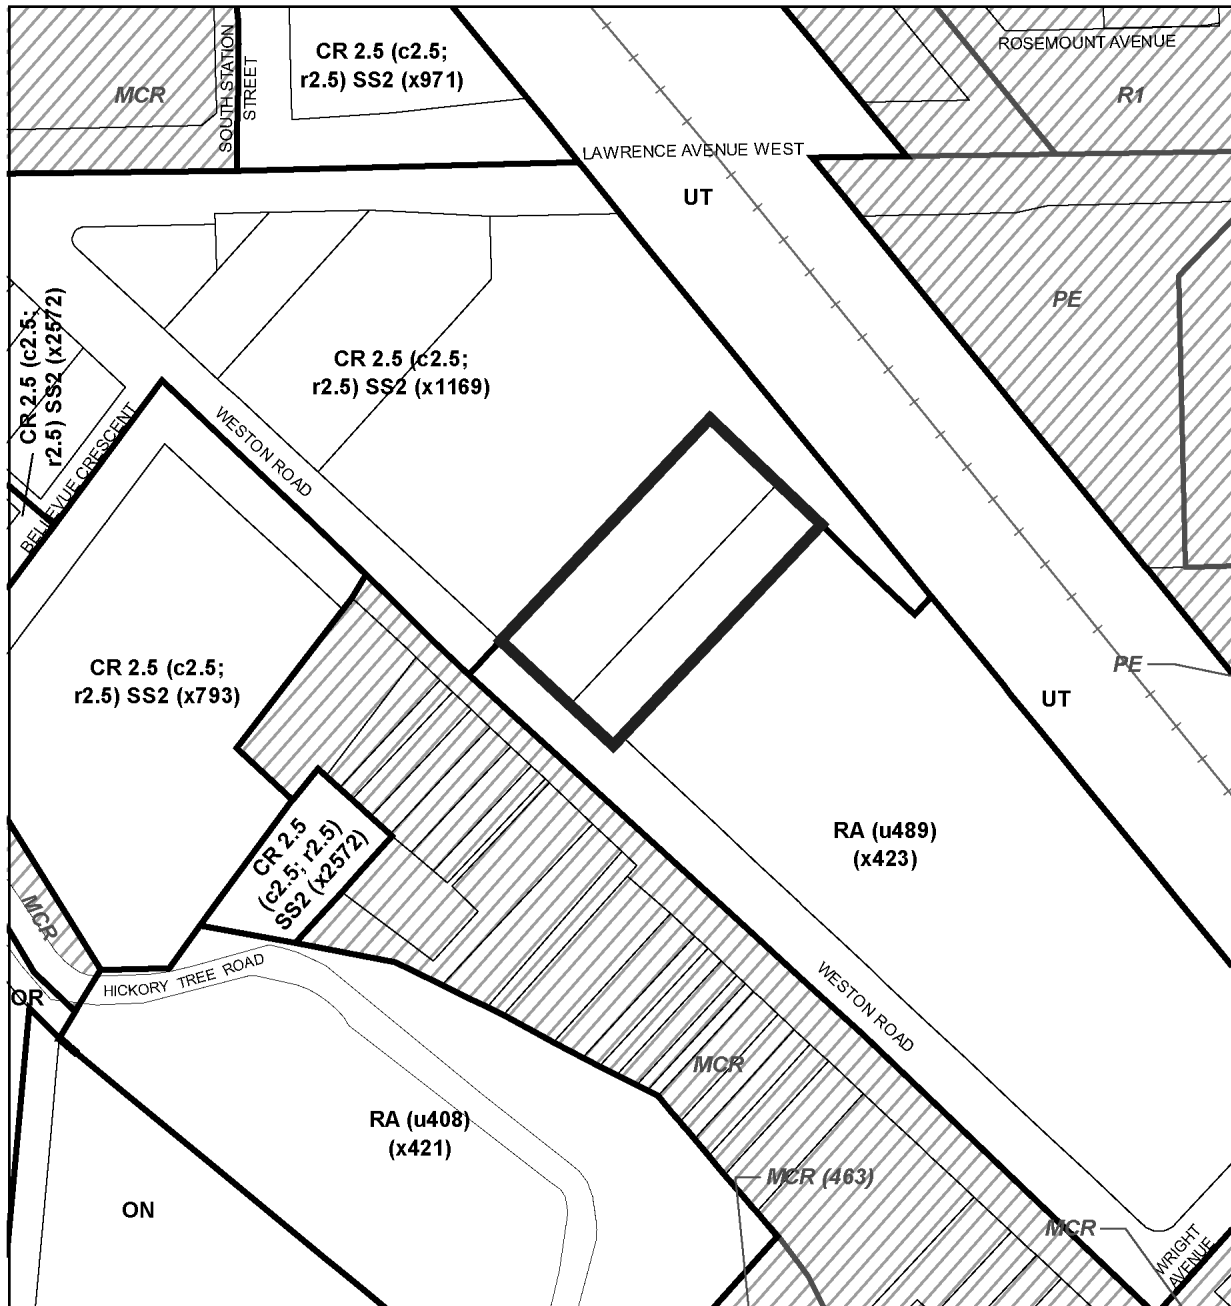 CR 2.5 (c2.5;
r2.5) SS2 (x971)
SOUTH STATION
STREET
MCR
ROSEMOUNT AVENUE
R1
LAWRENCE AVENUE WEST
UT
PE
CR 2.5 (c2.5;
r2.5) SS2 (x2572)
CR 2.5 (c2.5;
r2.5) SS2 (x1169)
BELLEVUE CRESCENT
WESTON ROAD
CR 2.5 (c2.5;
r2.5) SS2 (x793)
PE
UT
RA (u489)
(x423)
CR 2.5
(c2.5; r2.5)
SS2 (x2572)
MCR
HICKORY TREE ROAD
OR
WESTON ROAD
MCR
RA (u408)
(x421)
MCR (463)
ON
MCR
WRIGHT
AVENUE